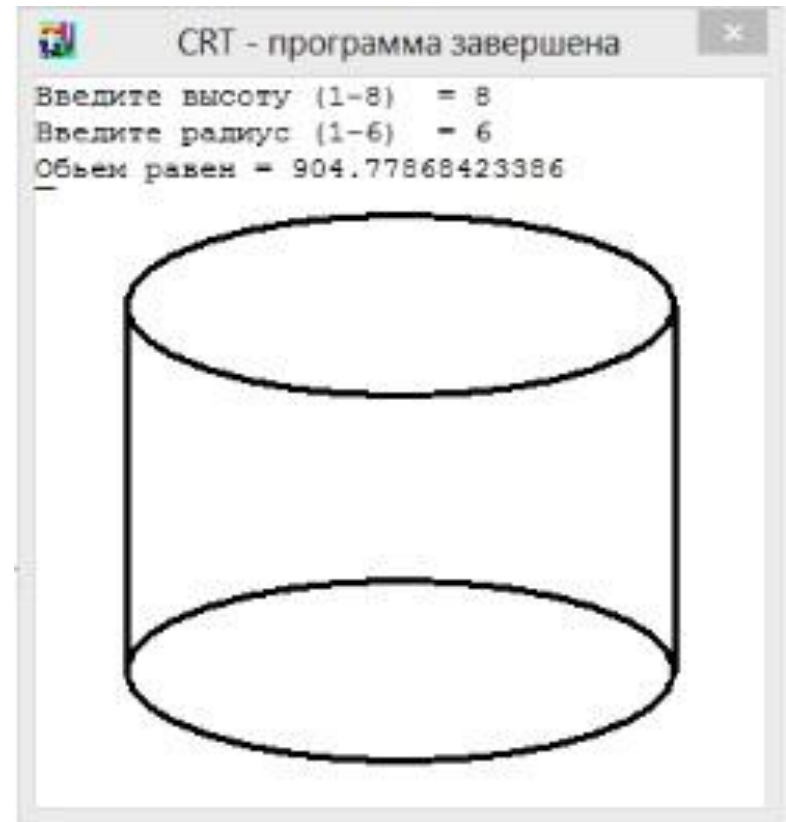 CRT - программа завершена
Введите высоту (1-8) = 8
Введите радиус (1-6) = 6
Обьем равен = 904.77868423386